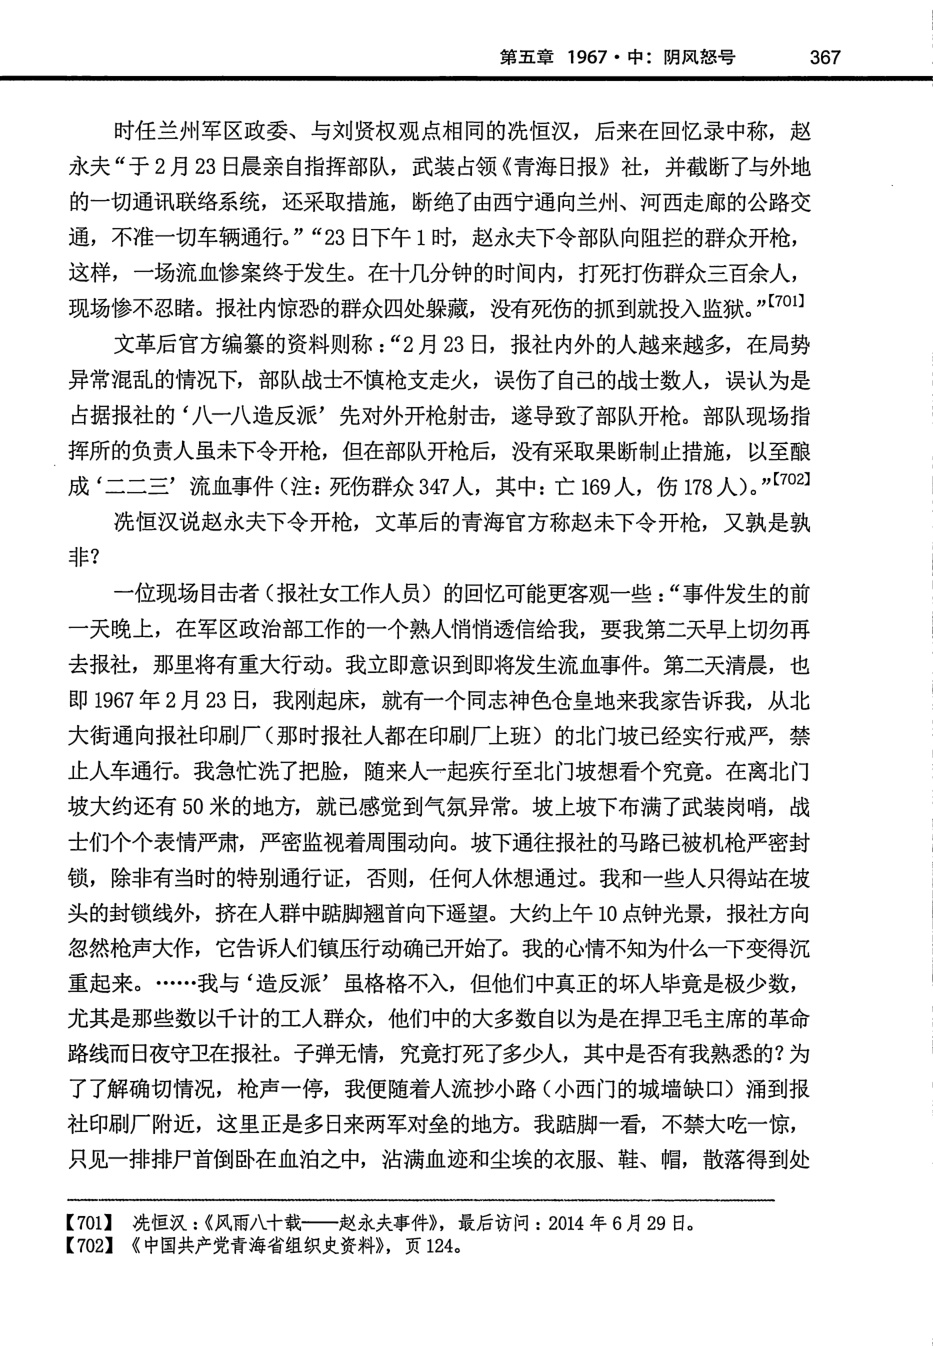 第五章 1967·中：阴风怒号 367
时任兰州军区政委、与刘贤权观点相同的冼恒汉，后来在回忆录中称，赵
永夫“于2月23日晨亲自指挥部队，武装占领《青海日报》社，并截断了与外地
的一切通讯联络系统，还采取措施，断绝了由西宁通向兰州、河西走廊的公路交
通，不准一切车辆通行。”“23日下午1时，赵永夫下令部队向阻拦的群众开枪，
这样，一场流血惨案终于发生。在十几分钟的时间内，打死打伤群众三百余人，
现场惨不忍睹。报社内惊恐的群众四处躲藏，没有死伤的抓到就投入监狱。”【701】
文革后官方编纂的资料则称：“2月23日，报社内外的人越来越多，在局势
异常混乱的情况下，部队战士不慎枪支走火，误伤了自己的战士数人，误认为是
占据报社的‘八一八造反派’先对外开枪射击，遂导致了部队开枪。部队现场指
挥所的负责人虽未下令开枪，但在部队开枪后，没有采取果断制止措施，以至酿
成‘二二三’流血事件（注：死伤群众347人，其中：亡169人，伤178人）。”【702】
冼恒汉说赵永夫下令开枪，文革后的青海官方称赵未下令开枪，又孰是孰
非？
一位现场目击者（报社女工作人员）的回忆可能更客观一些：“事件发生的前
一天晚上，在军区政治部工作的一个熟人悄悄透信给我，要我第二天早上切勿再
去报社，那里将有重大行动。我立即意识到即将发生流血事件。第二天清晨，也
即1967年2月23日，我刚起床，就有一个同志神色仓皇地来我家告诉我，从北
大街通向报社印刷厂（那时报社人都在印刷厂上班）的北门坡已经实行戒严，禁
止人车通行。我急忙洗了把脸，随来人一起疾行至北门坡想看个究竟。在离北门
坡大约还有50米的地方，就已感觉到气氛异常。坡上坡下布满了武装岗哨，战
士们个个表情严肃，严密监视着周围动向。坡下通往报社的马路已被机枪严密封
锁，除非有当时的特别通行证，否则，任何人休想通过。我和一些人只得站在坡
头的封锁线外，挤在人群中踮脚翘首向下遥望。大约上午10点钟光景，报社方向
忽然枪声大作，它告诉人们镇压行动确已开始了。我的心情不知为什么一下变得沉
重起来。……我与‘造反派’虽格格不入，但他们中真正的坏人毕竟是极少数，
尤其是那些数以千计的工人群众，他们中的大多数自以为是在捍卫毛主席的革命
路线而日夜守卫在报社。子弹无情，究竟打死了多少人，其中是否有我熟悉的？为
了了解确切情况，枪声一停，我便随着人流抄小路（小西门的城墙缺口）涌到报
社印刷厂附近，这里正是多日来两军对垒的地方。我踮脚一看，不禁大吃一惊，
只见一排排尸首倒卧在血泊之中，沾满血迹和尘埃的衣服、鞋、帽，散落得到处
【701】 冼恒汉：《风雨八十载——赵永夫事件》，最后访问：2014年6月29日。
【702】《中国共产党青海省组织史资料》，页124。